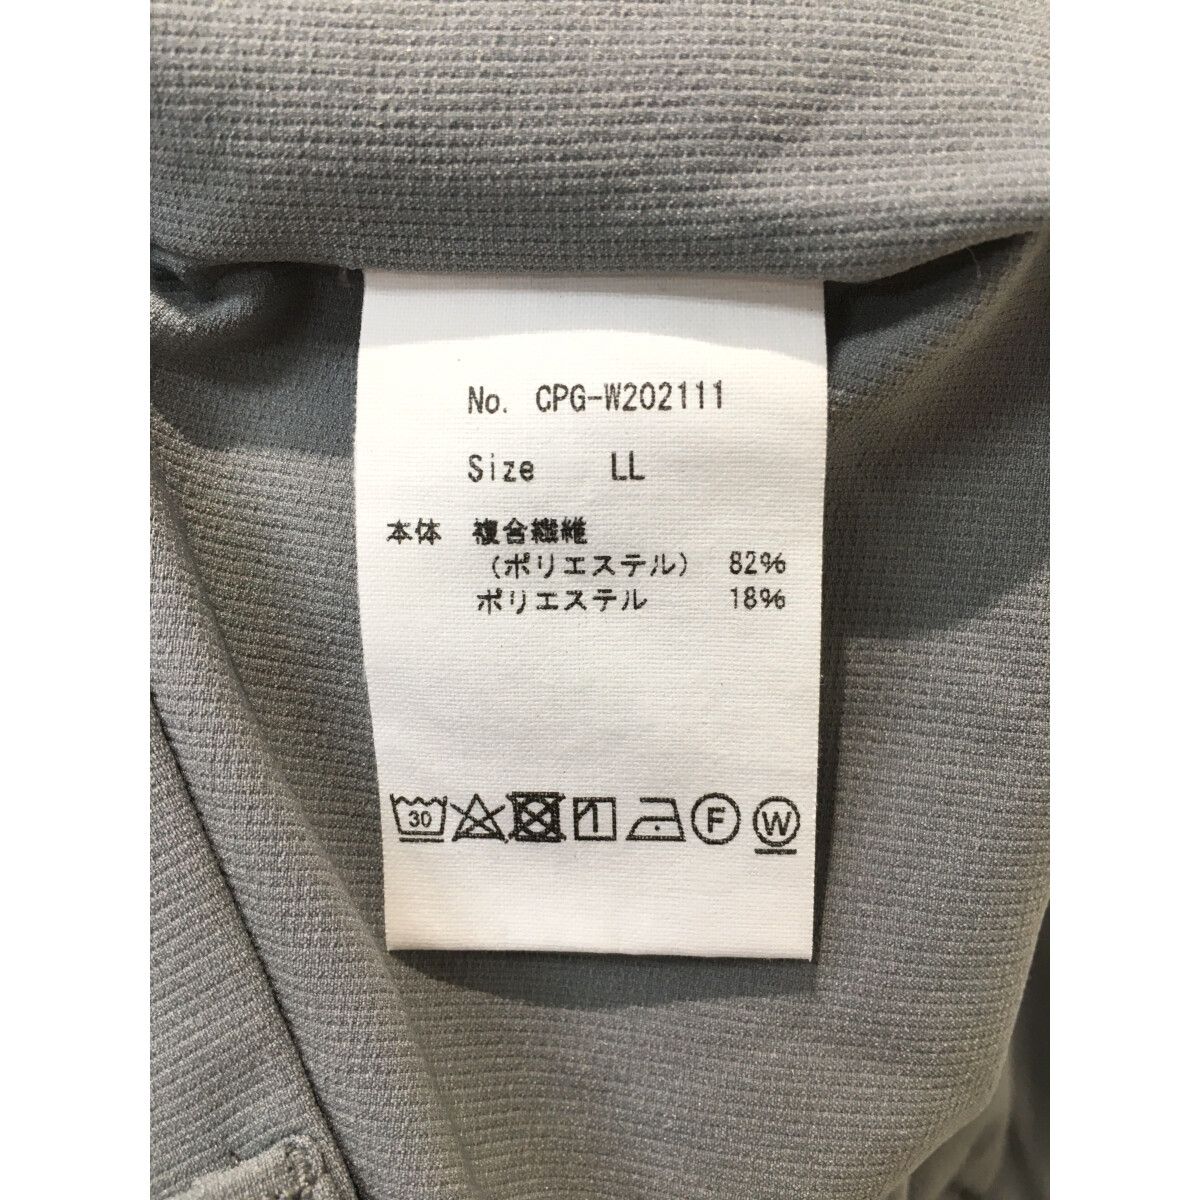 No. CPG-W202111
Size LL
本体 複合繊維
(ポリエステル) 82%
ポリエステル 18%
30 F W